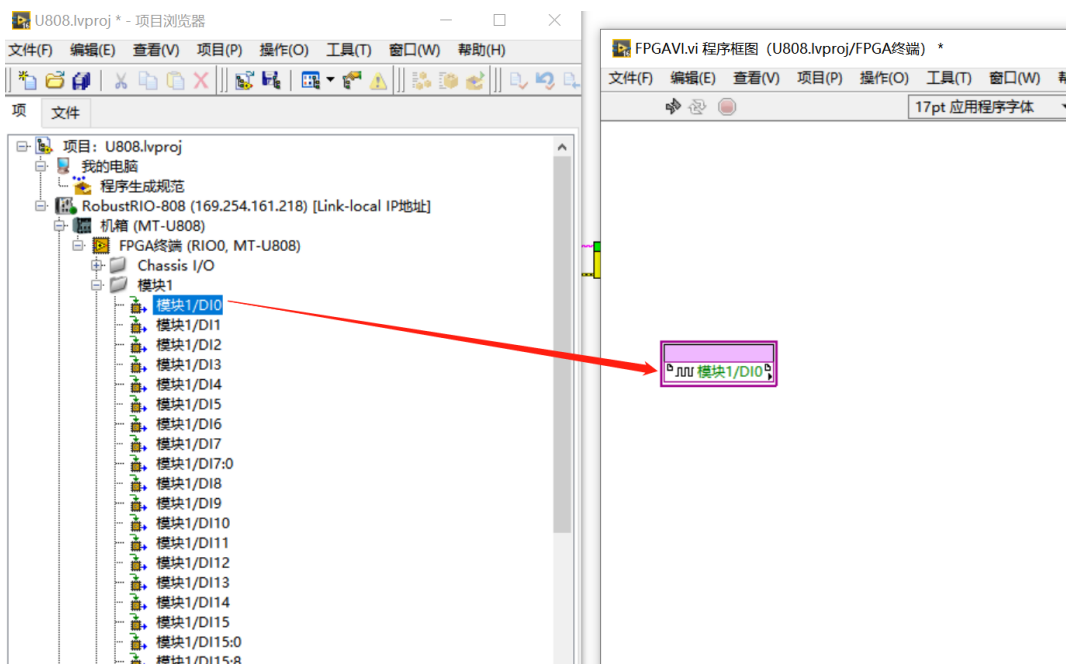 U808.lvproj * - 项目浏览器
文件(F) 编辑(E) 查看(V) 项目(P) 操作(O) 工具(T) 窗口(W) 帮助(H)
项 文件
项目：U808.lvproj
我的电脑
程序生成规范
RobustRIO-808 (169.254.161.218) [Link-local IP地址]
机箱 (MT-U808)
FPGA终端 (RIO0, MT-U808)
Chassis I/O
模块1
模块1/DI0
模块1/DI1
模块1/DI2
模块1/DI3
模块1/DI4
模块1/DI5
模块1/DI6
模块1/DI7
模块1/DI7:0
模块1/DI8
模块1/DI9
模块1/DI10
模块1/DI11
模块1/DI12
模块1/DI13
模块1/DI14
模块1/DI15
模块1/DI15:0
模块1/DI15:8
FPGAVI.vi 程序框图（U808.lvproj/FPGA终端） *
文件(F) 编辑(E) 查看(V) 项目(P) 操作(O) 工具(T) 窗口(W)
17pt 应用程序字体
模块1/DI0